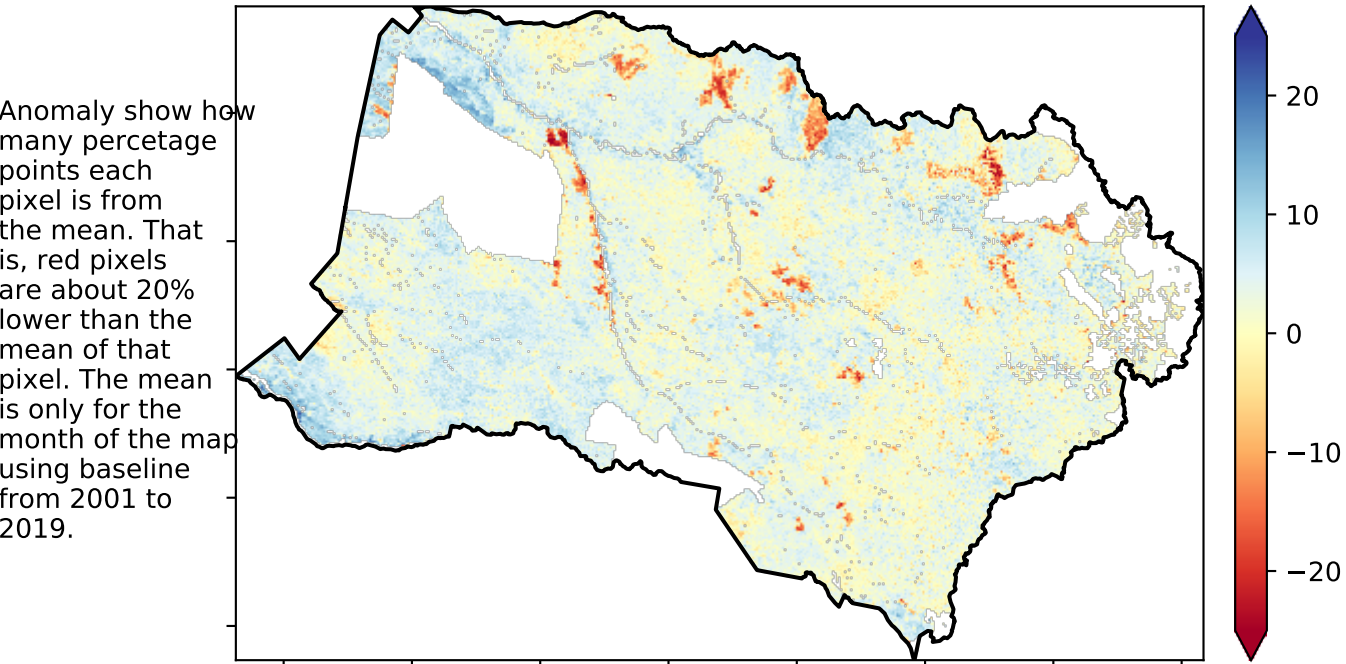 Anomaly show how
many percetage
points each
pixel is from
the mean. That
is, red pixels
are about 20%
lower than the
mean of that
pixel. The mean
is only for the
month of the map
using baseline
from 2001 to
2019.
20
10
0
−10
−20